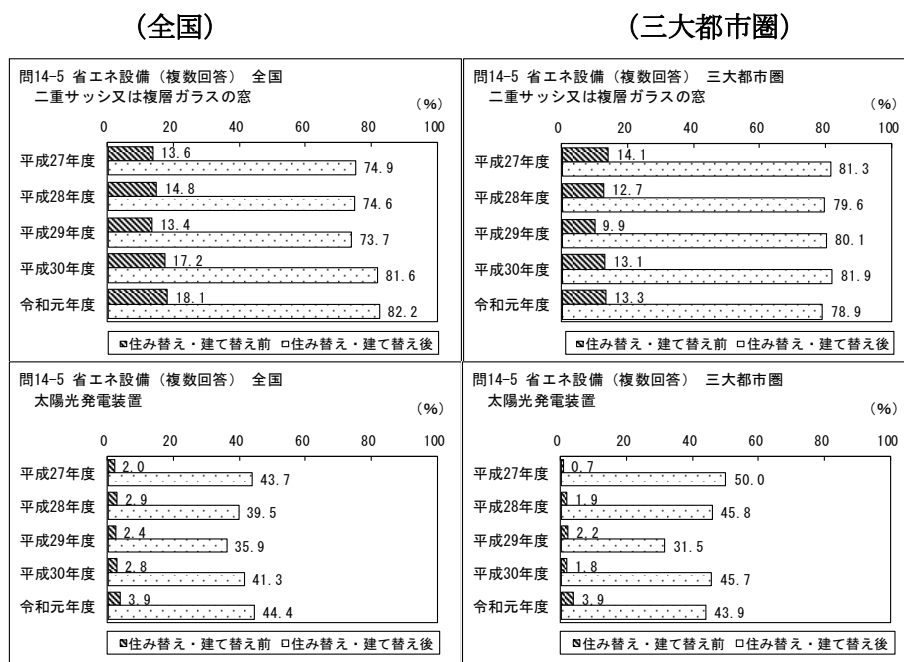 (全国)
(三大都市圏)
問14-5 省エネ設備（複数回答） 全国
二重サッシ又は複層ガラスの窓
(%)
0 20 40 60 80 100
平成27年度 13.6 74.9
平成28年度 14.8 74.6
平成29年度 13.4 73.7
平成30年度 17.2 81.6
令和元年度 18.1 82.2
住み替え・建て替え前 住み替え・建て替え後
問14-5 省エネ設備（複数回答） 三大都市圏
二重サッシ又は複層ガラスの窓
(%)
0 20 40 60 80 100
平成27年度 14.1 81.3
平成28年度 12.7 79.6
平成29年度 9.9 80.1
平成30年度 13.1 81.9
令和元年度 13.3 78.9
住み替え・建て替え前 住み替え・建て替え後
問14-5 省エネ設備（複数回答） 全国
太陽光発電装置
(%)
0 20 40 60 80 100
平成27年度 2.0 43.7
平成28年度 2.9 39.5
平成29年度 2.4 35.9
平成30年度 2.8 41.3
令和元年度 3.9 44.4
住み替え・建て替え前 住み替え・建て替え後
問14-5 省エネ設備（複数回答） 三大都市圏
太陽光発電装置
(%)
0 20 40 60 80 100
平成27年度 0.7 50.0
平成28年度 1.9 45.8
平成29年度 2.2 31.5
平成30年度 1.8 45.7
令和元年度 3.9 43.9
住み替え・建て替え前 住み替え・建て替え後